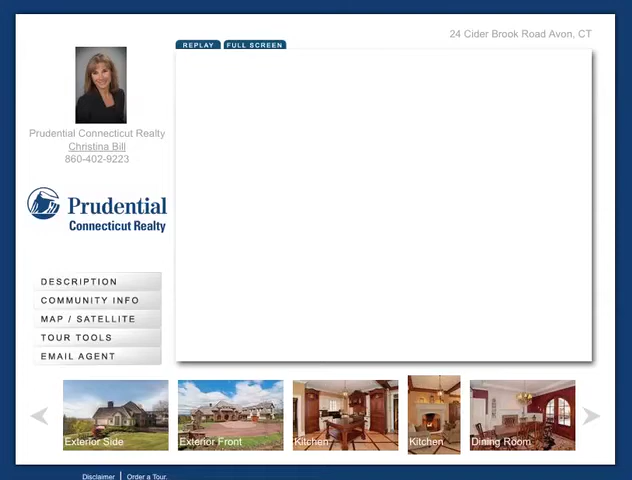 24 Cider Brook Road Avon, CT
REPLAY
FULL SCREEN
Prudential Connecticut Realty
Christina Bill
860-402-9223
Prudential
Connecticut Realty
DESCRIPTION
COMMUNITY INFO
MAP / SATELLITE
TOUR TOOLS
EMAIL AGENT
Exterior Side
Exterior Front
Kitchen
Kitchen
Dining Room
Disclaimer | Order a Tour.